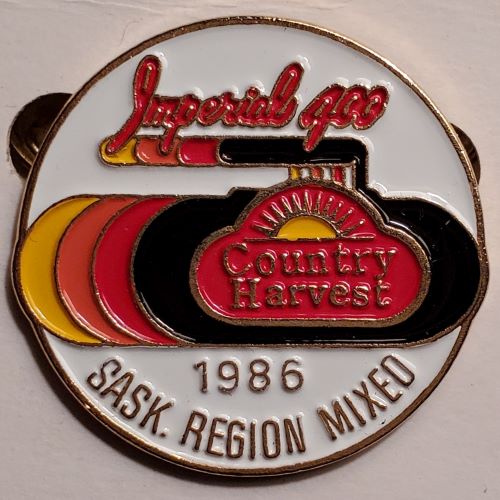 Imperial 400
Country
Harvest
1986
SASK. REGION MIXED